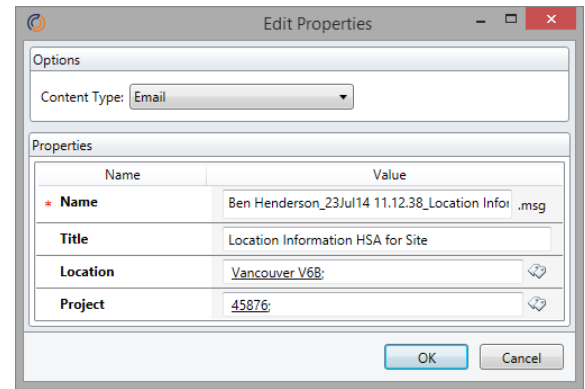 Edit Properties
Options
Content Type: Email
Properties
Name Value
* Name Ben Henderson_23Jul14 11.12.38_Location Infor .msg
Title Location Information HSA for Site
Location Vancouver V6B;
Project 45876;
OK Cancel